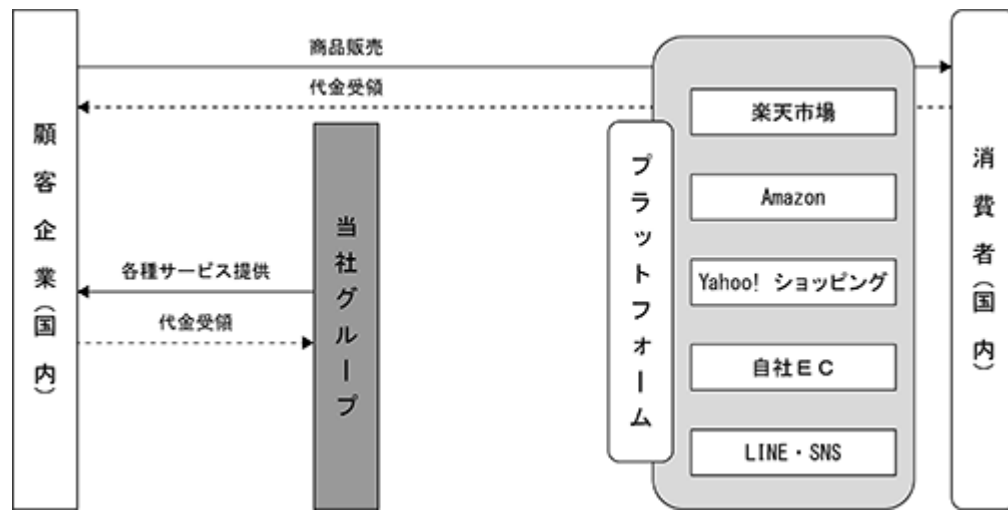 商品販売
代金受領
顧客企業(国内)
各種サービス提供
代金受領
当社グループ
プラットフォーム
楽天市場
Amazon
Yahoo! ショッピング
自社EC
LINE・SNS
消費者(国内)